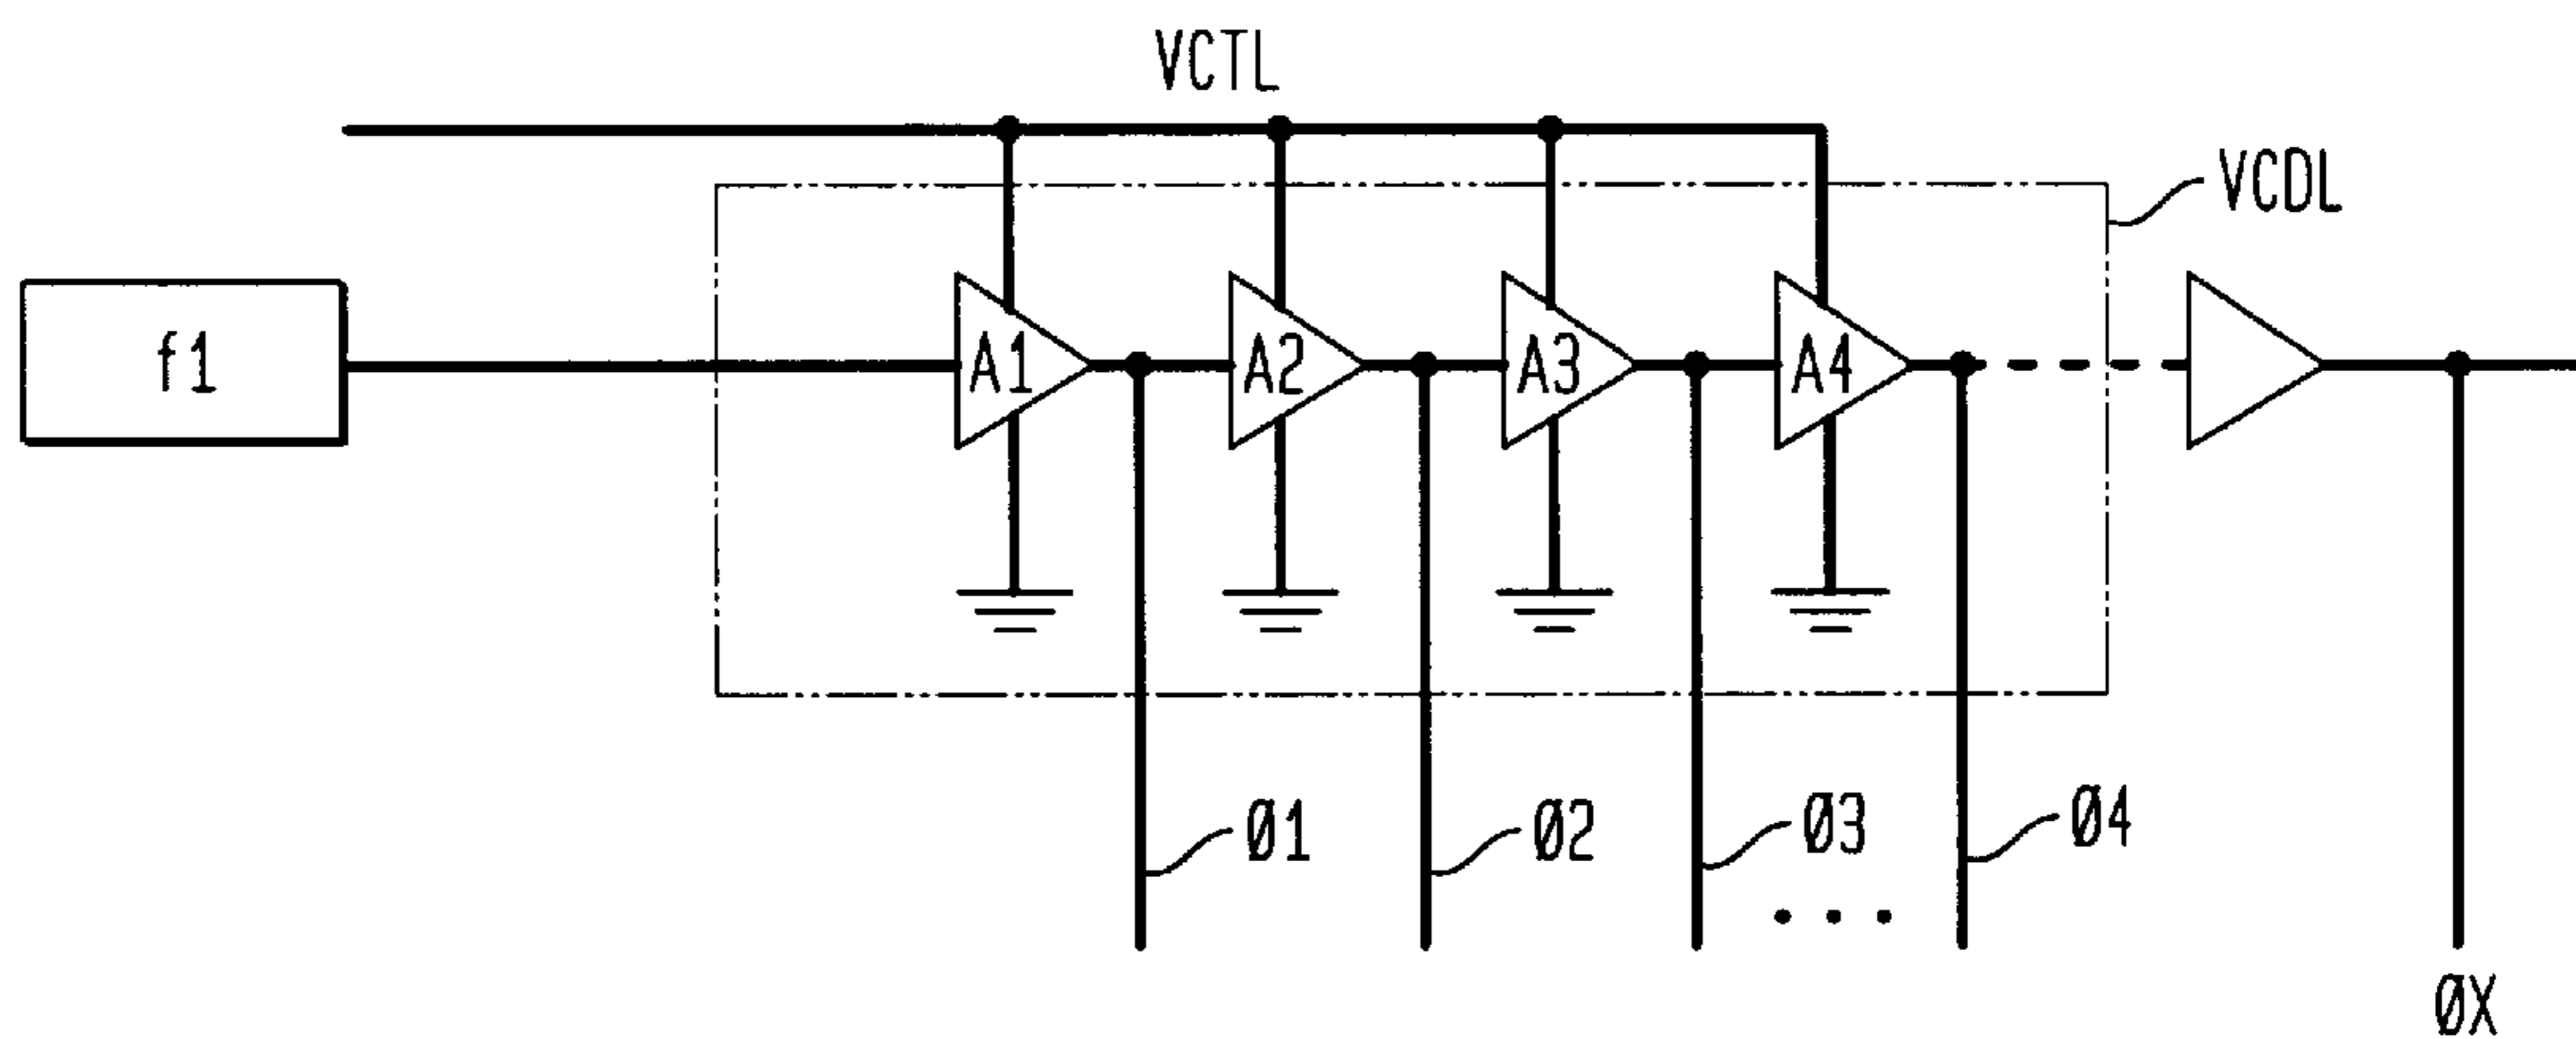 VCTL
VCDL
f1
A1
A2
A3
A4
Ø1
Ø2
Ø3
Ø4
. . .
ØX